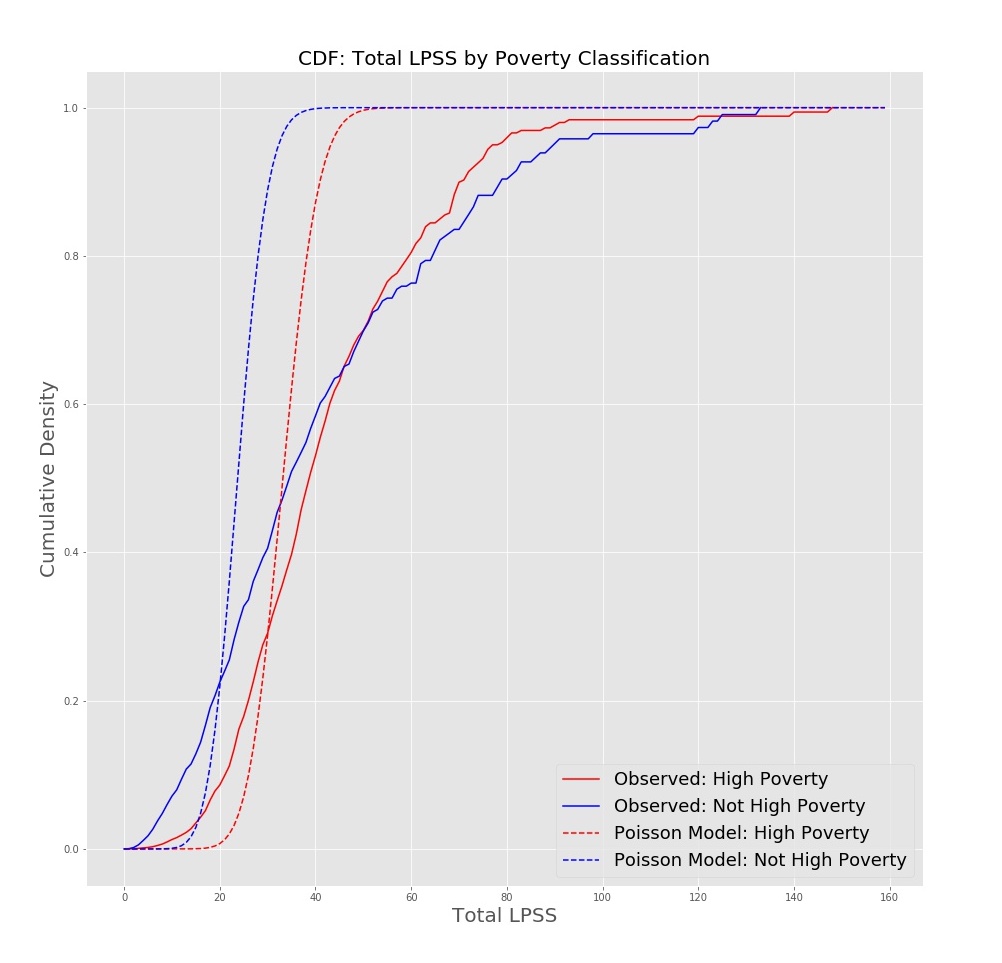 CDF: Total LPSS by Poverty Classification
Cumulative Density
1.0
0.8
0.6
0.4
0.2
0.0
0 20 40 60 80 100 120 140 160
Total LPSS
Observed: High Poverty
Observed: Not High Poverty
Poisson Model: High Poverty
Poisson Model: Not High Poverty